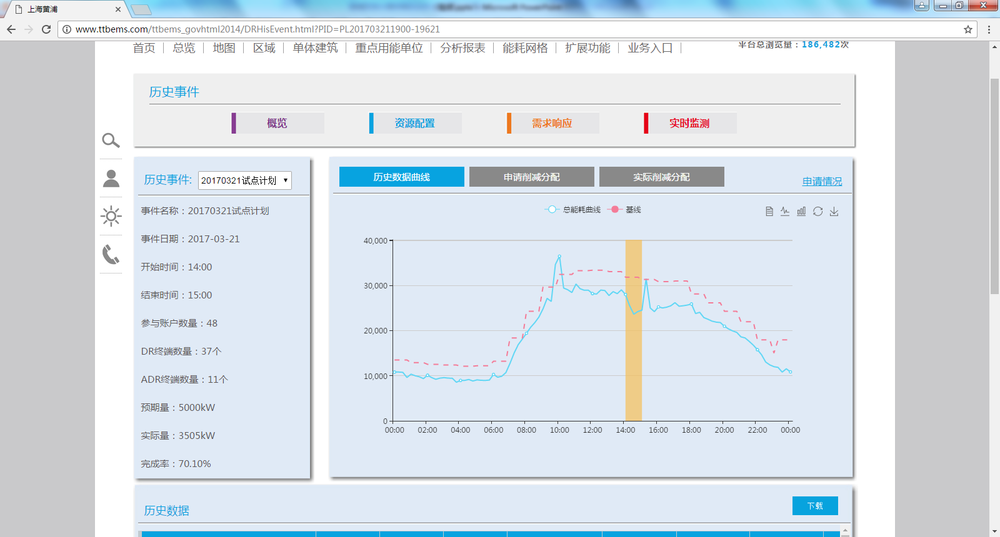 上海黄浦
www.ttbems.com/ttbems_govhtml2014/DRHisEvent.html?PID=PL201703211900-19621
首页 | 总览 | 地图 | 区域 | 单体建筑 | 重点用能单位 | 分析报表 | 能耗网格 | 扩展功能 | 业务入口 |
平台总浏览量：186,482次
历史事件
概览 资源配置 需求响应 实时监测
历史事件: 20170321试点计划
事件名称：20170321试点计划
事件日期：2017-03-21
开始时间：14:00
结束时间：15:00
参与账户数量：48
DR终端数量：37个
ADR终端数量：11个
预期量：5000kW
实际量：3505kW
完成率：70.10%
历史数据曲线 申请削减分配 实际削减分配
申请情况
总能耗曲线 基线
40,000
30,000
20,000
10,000
0
00:00 02:00 04:00 06:00 08:00 10:00 12:00 14:00 16:00 18:00 20:00 22:00 00:00
历史数据
下载